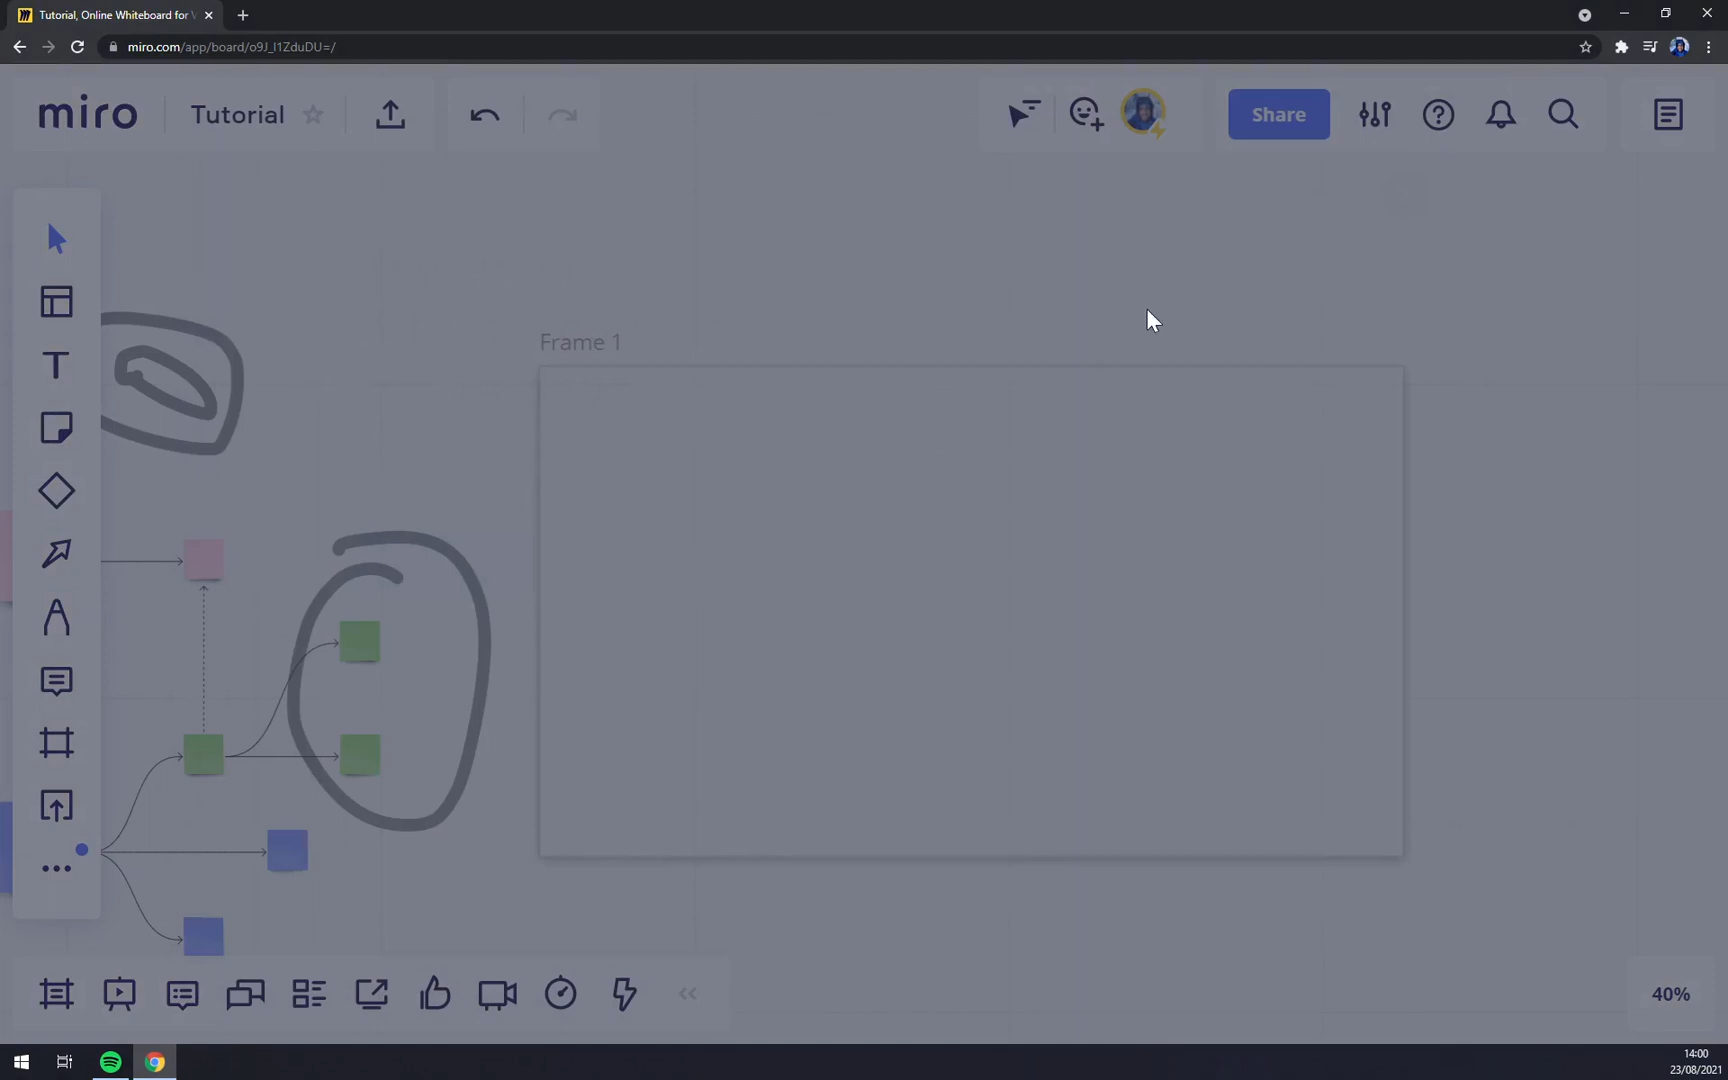 Tutorial, Online Whiteboard for
miro.com/app/board/o9J_l1ZduDU=/
miro
Tutorial
Share
Frame 1
40%
14:00
23/08/2021